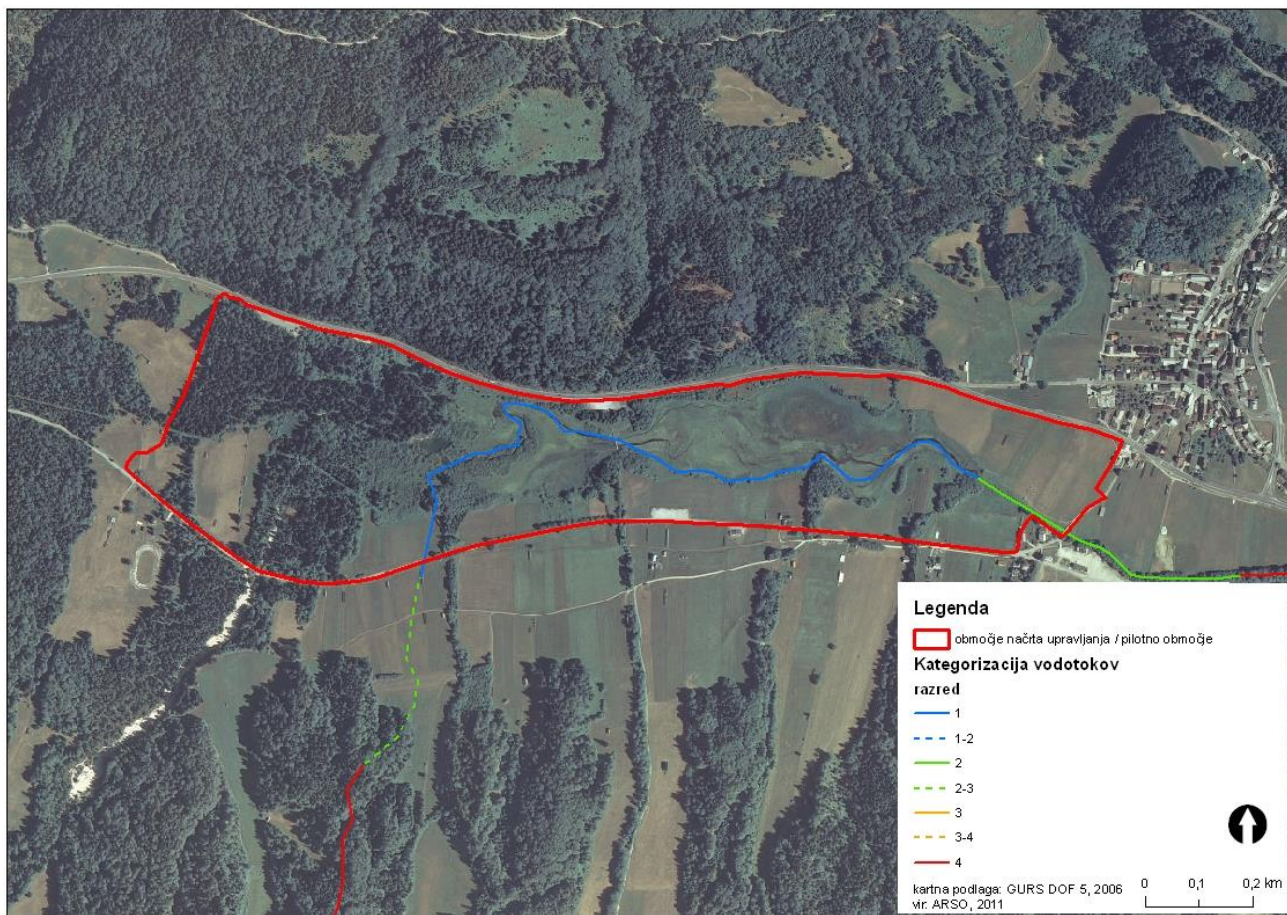 Legenda
območje načrta upravljanja / pilotno območje
Kategorizacija vodotokov
razred
1
1-2
2
2-3
3
3-4
4
kartna podlaga: GURS DOF 5, 2006
vir: ARSO, 2011
0 0,1 0,2 km